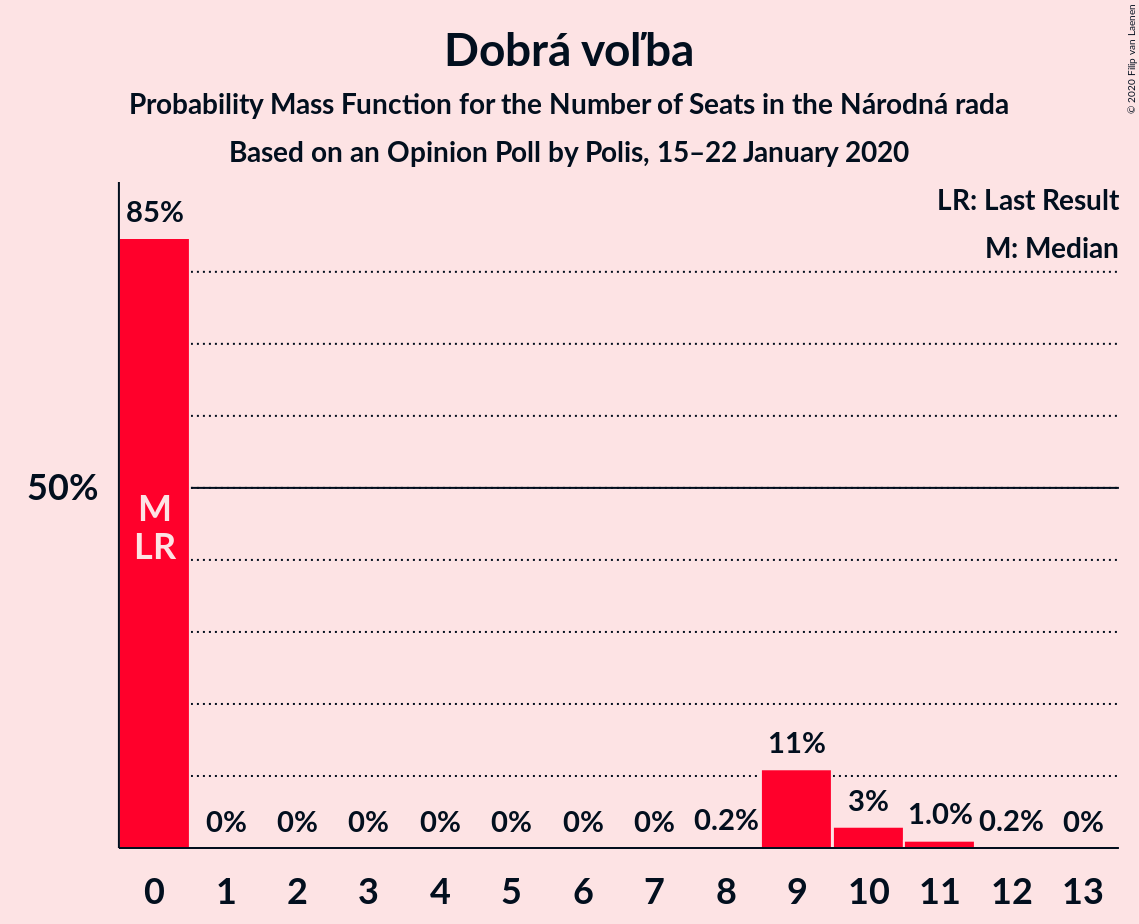 Dobrá voľba
Probability Mass Function for the Number of Seats in the Národná rada
Based on an Opinion Poll by Polis, 15–22 January 2020
© 2020 Filip van Laenen
LR: Last Result
M: Median
85%
50%
M
LR
0% 0% 0% 0% 0% 0% 0% 0.2% 11% 3% 1.0% 0.2% 0%
0 1 2 3 4 5 6 7 8 9 10 11 12 13